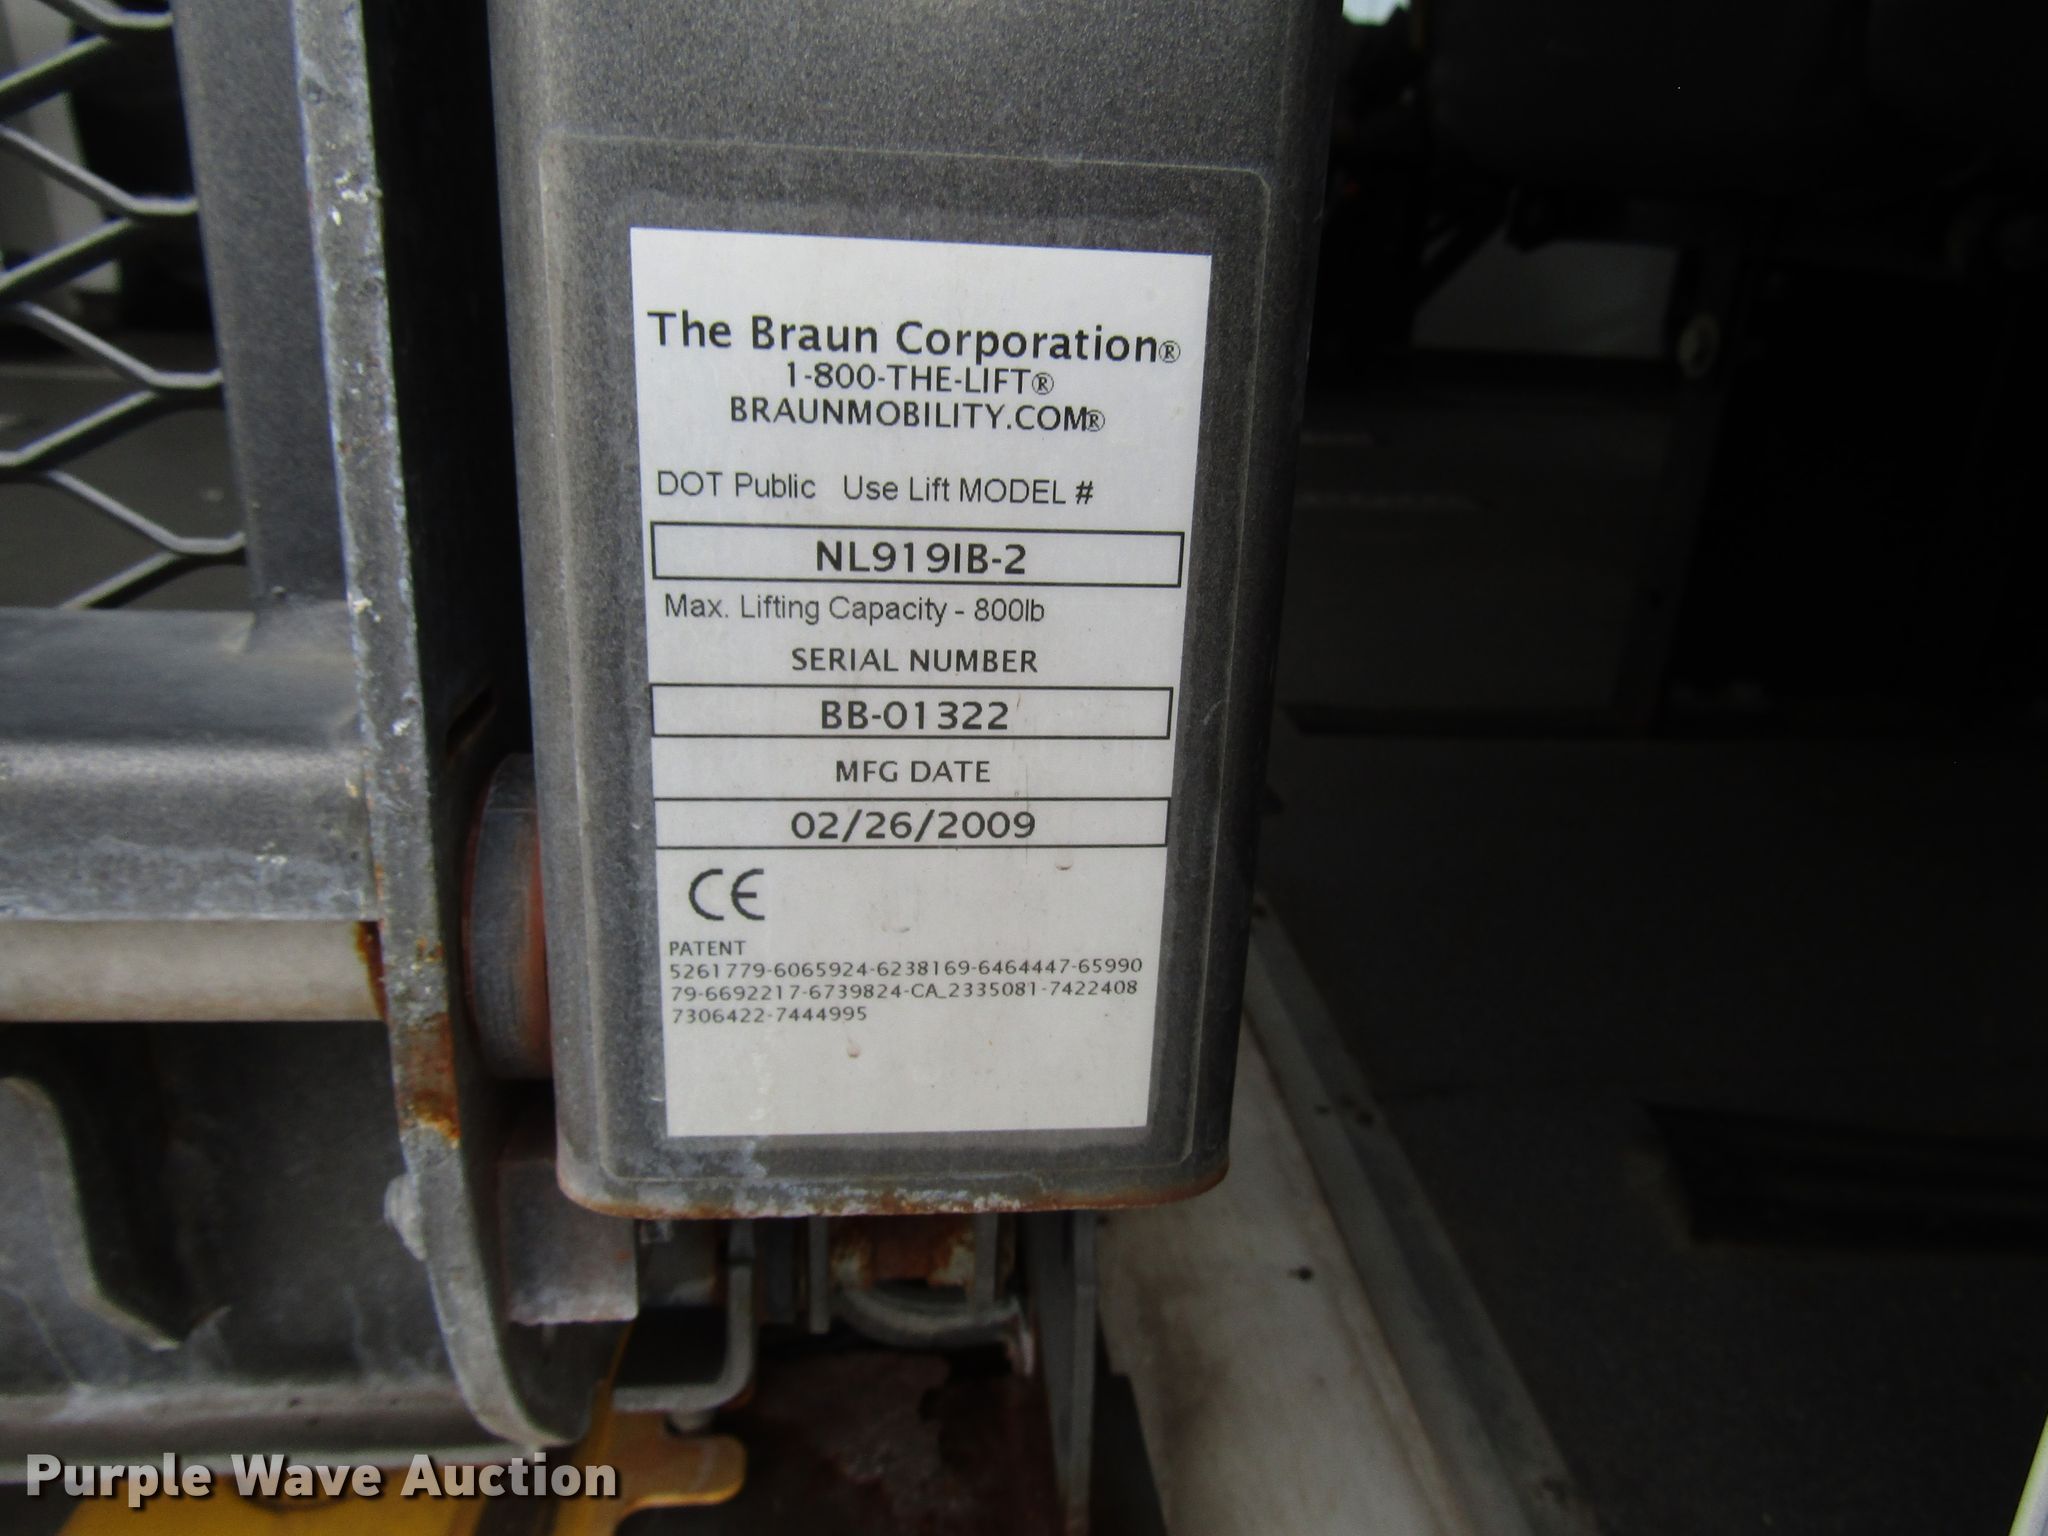 The Braun Corporation®
1-800-THE-LIFT®
BRAUNMOBILITY.COM®
DOT Public Use Lift MODEL #
NL919IB-2
Max. Lifting Capacity - 800lb
SERIAL NUMBER
BB-01322
MFG DATE
02/26/2009
CE
PATENT
5261779-6065924-6238169-6464447-65990
79-6692217-6739824-CA_2335081-7422408
7306422-7444995
Purple Wave Auction